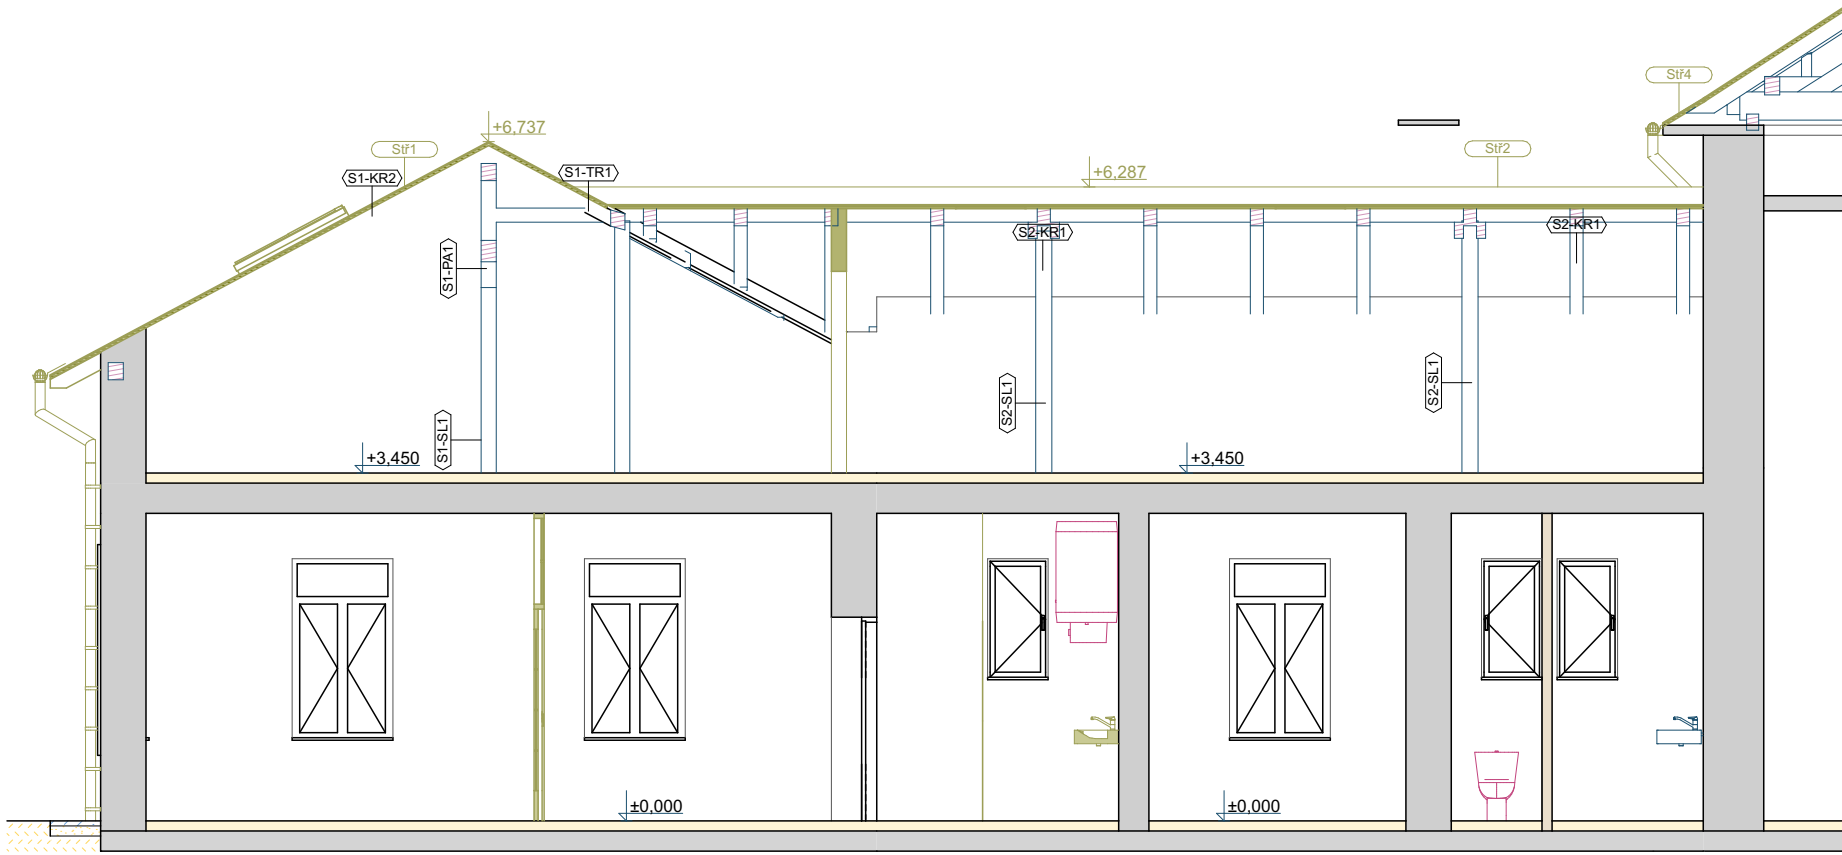 Stř4
+6,737
Stř1
Stř2
S1-KR2
S1-TR1
+6,287
S2-KR1
S2-KR1
S1-PA1
S2-SL1
S2-SL1
S1-SL1
+3,450
+3,450
±0,000
±0,000